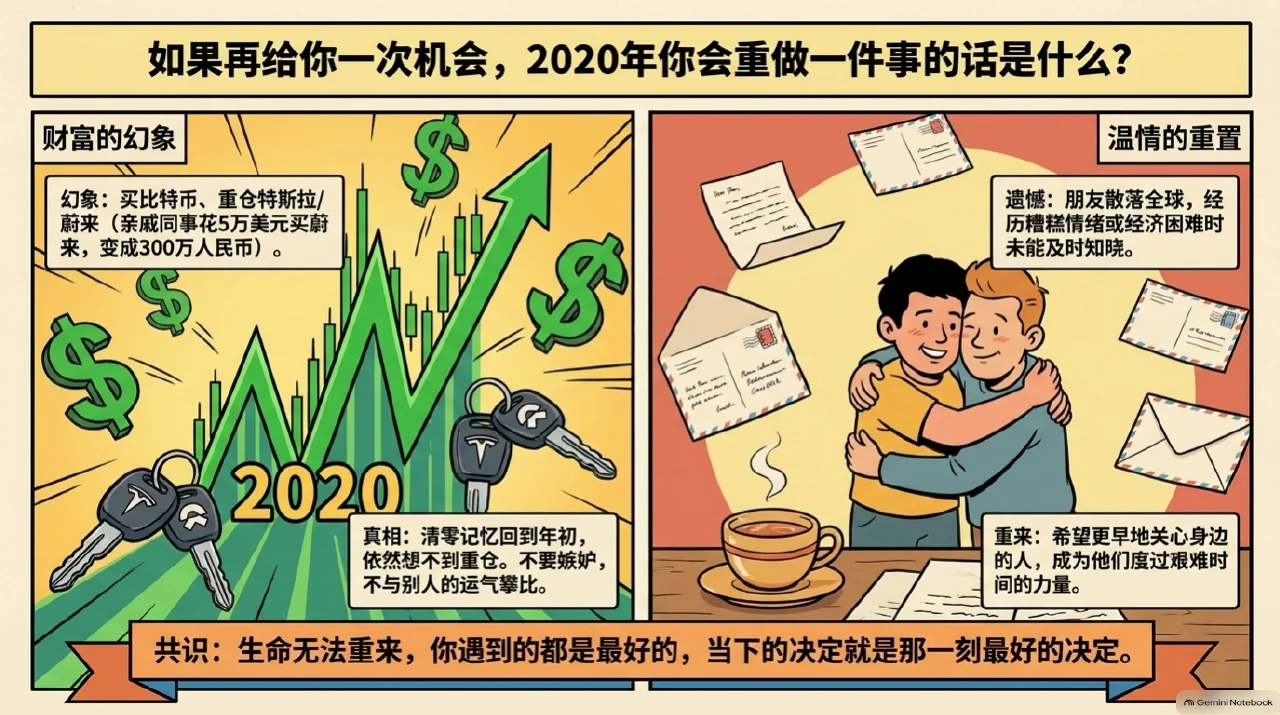 如果再给你一次机会，2020年你会重做一件事的话是什么？
财富的幻象
幻象：买比特币、重仓特斯拉/
蔚来（亲戚同事花5万美元买蔚
来，变成300万人民币）。
2020
真相：清零记忆回到年初，
依然想不到重仓。不要嫉妒，
不与别人的运气攀比。
温情的重置
遗憾：朋友散落全球，经
历糟糕情绪或经济困难时
未能及时知晓。
重来：希望更早地关心身边
的人，成为他们度过艰难时
间的力量。
共识：生命无法重来，你遇到的都是最好的，当下的决定就是那一刻最好的决定。
Gemini Notebook